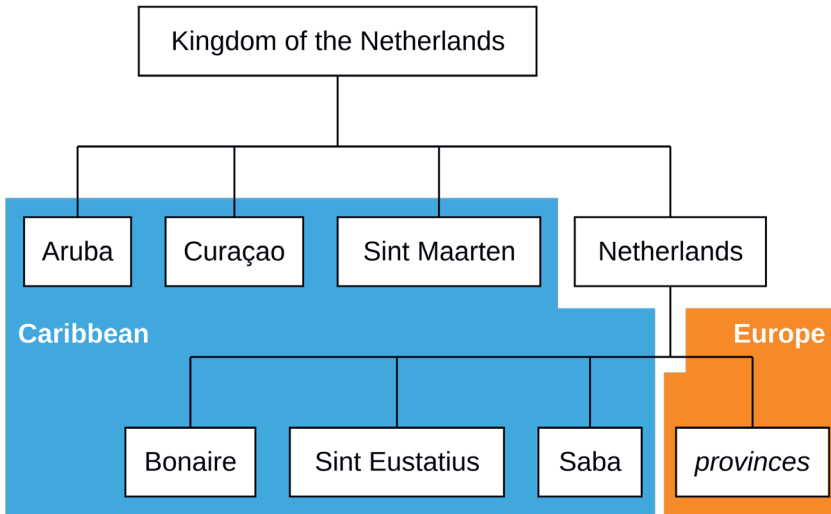 Kingdom of the Netherlands
Aruba
Curaçao
Sint Maarten
Netherlands
Caribbean
Europe
Bonaire
Sint Eustatius
Saba
provinces